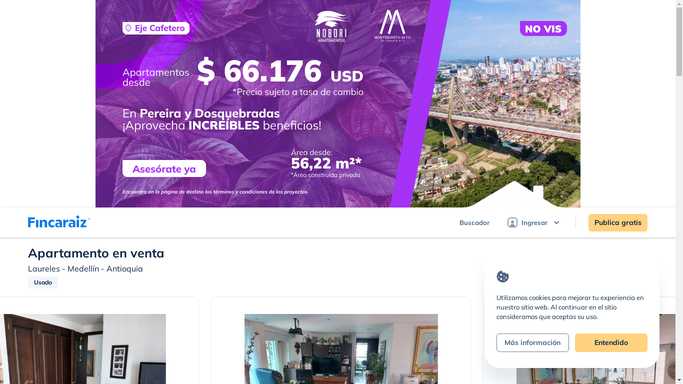 Eje Cafetero
NOBORI
APARTAMENTOS
NO VIS
Apartamentos
desde
$ 66.176 USD
*Precio sujeto a tasa de cambio
En Pereira y Dosquebradas
¡Aprovecha INCREÍBLES beneficios!
Área desde:
56,22 m²*
*Área construida privada
Asesórate ya
Encuentra en la página de destino los términos y condiciones de los proyectos.
Fincaraiz
Buscador
Ingresar
Publica gratis
Apartamento en venta
Laureles - Medellín - Antioquia
Usado
Utilizamos cookies para mejorar tu experiencia en
nuestro sitio web. Al continuar en el sitio
consideramos que aceptas su uso.
Más información
Entendido